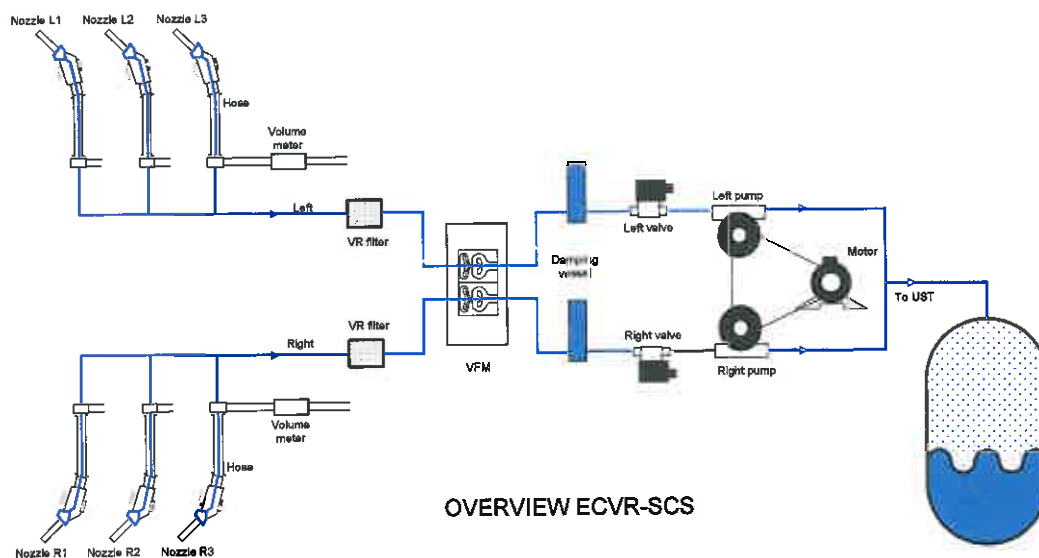 Nozzle L1
Nozzle L2
Nozzle L3
Hose
Volume
meter
Left
VR filter
Left pump
Left valve
Motor
Damping
vessel
To UST
VR filter
Right
Right valve
VFM
Right pump
Volume
meter
Hose
OVERVIEW ECVR-SCS
Nozzle R1
Nozzle R2
Nozzle R3